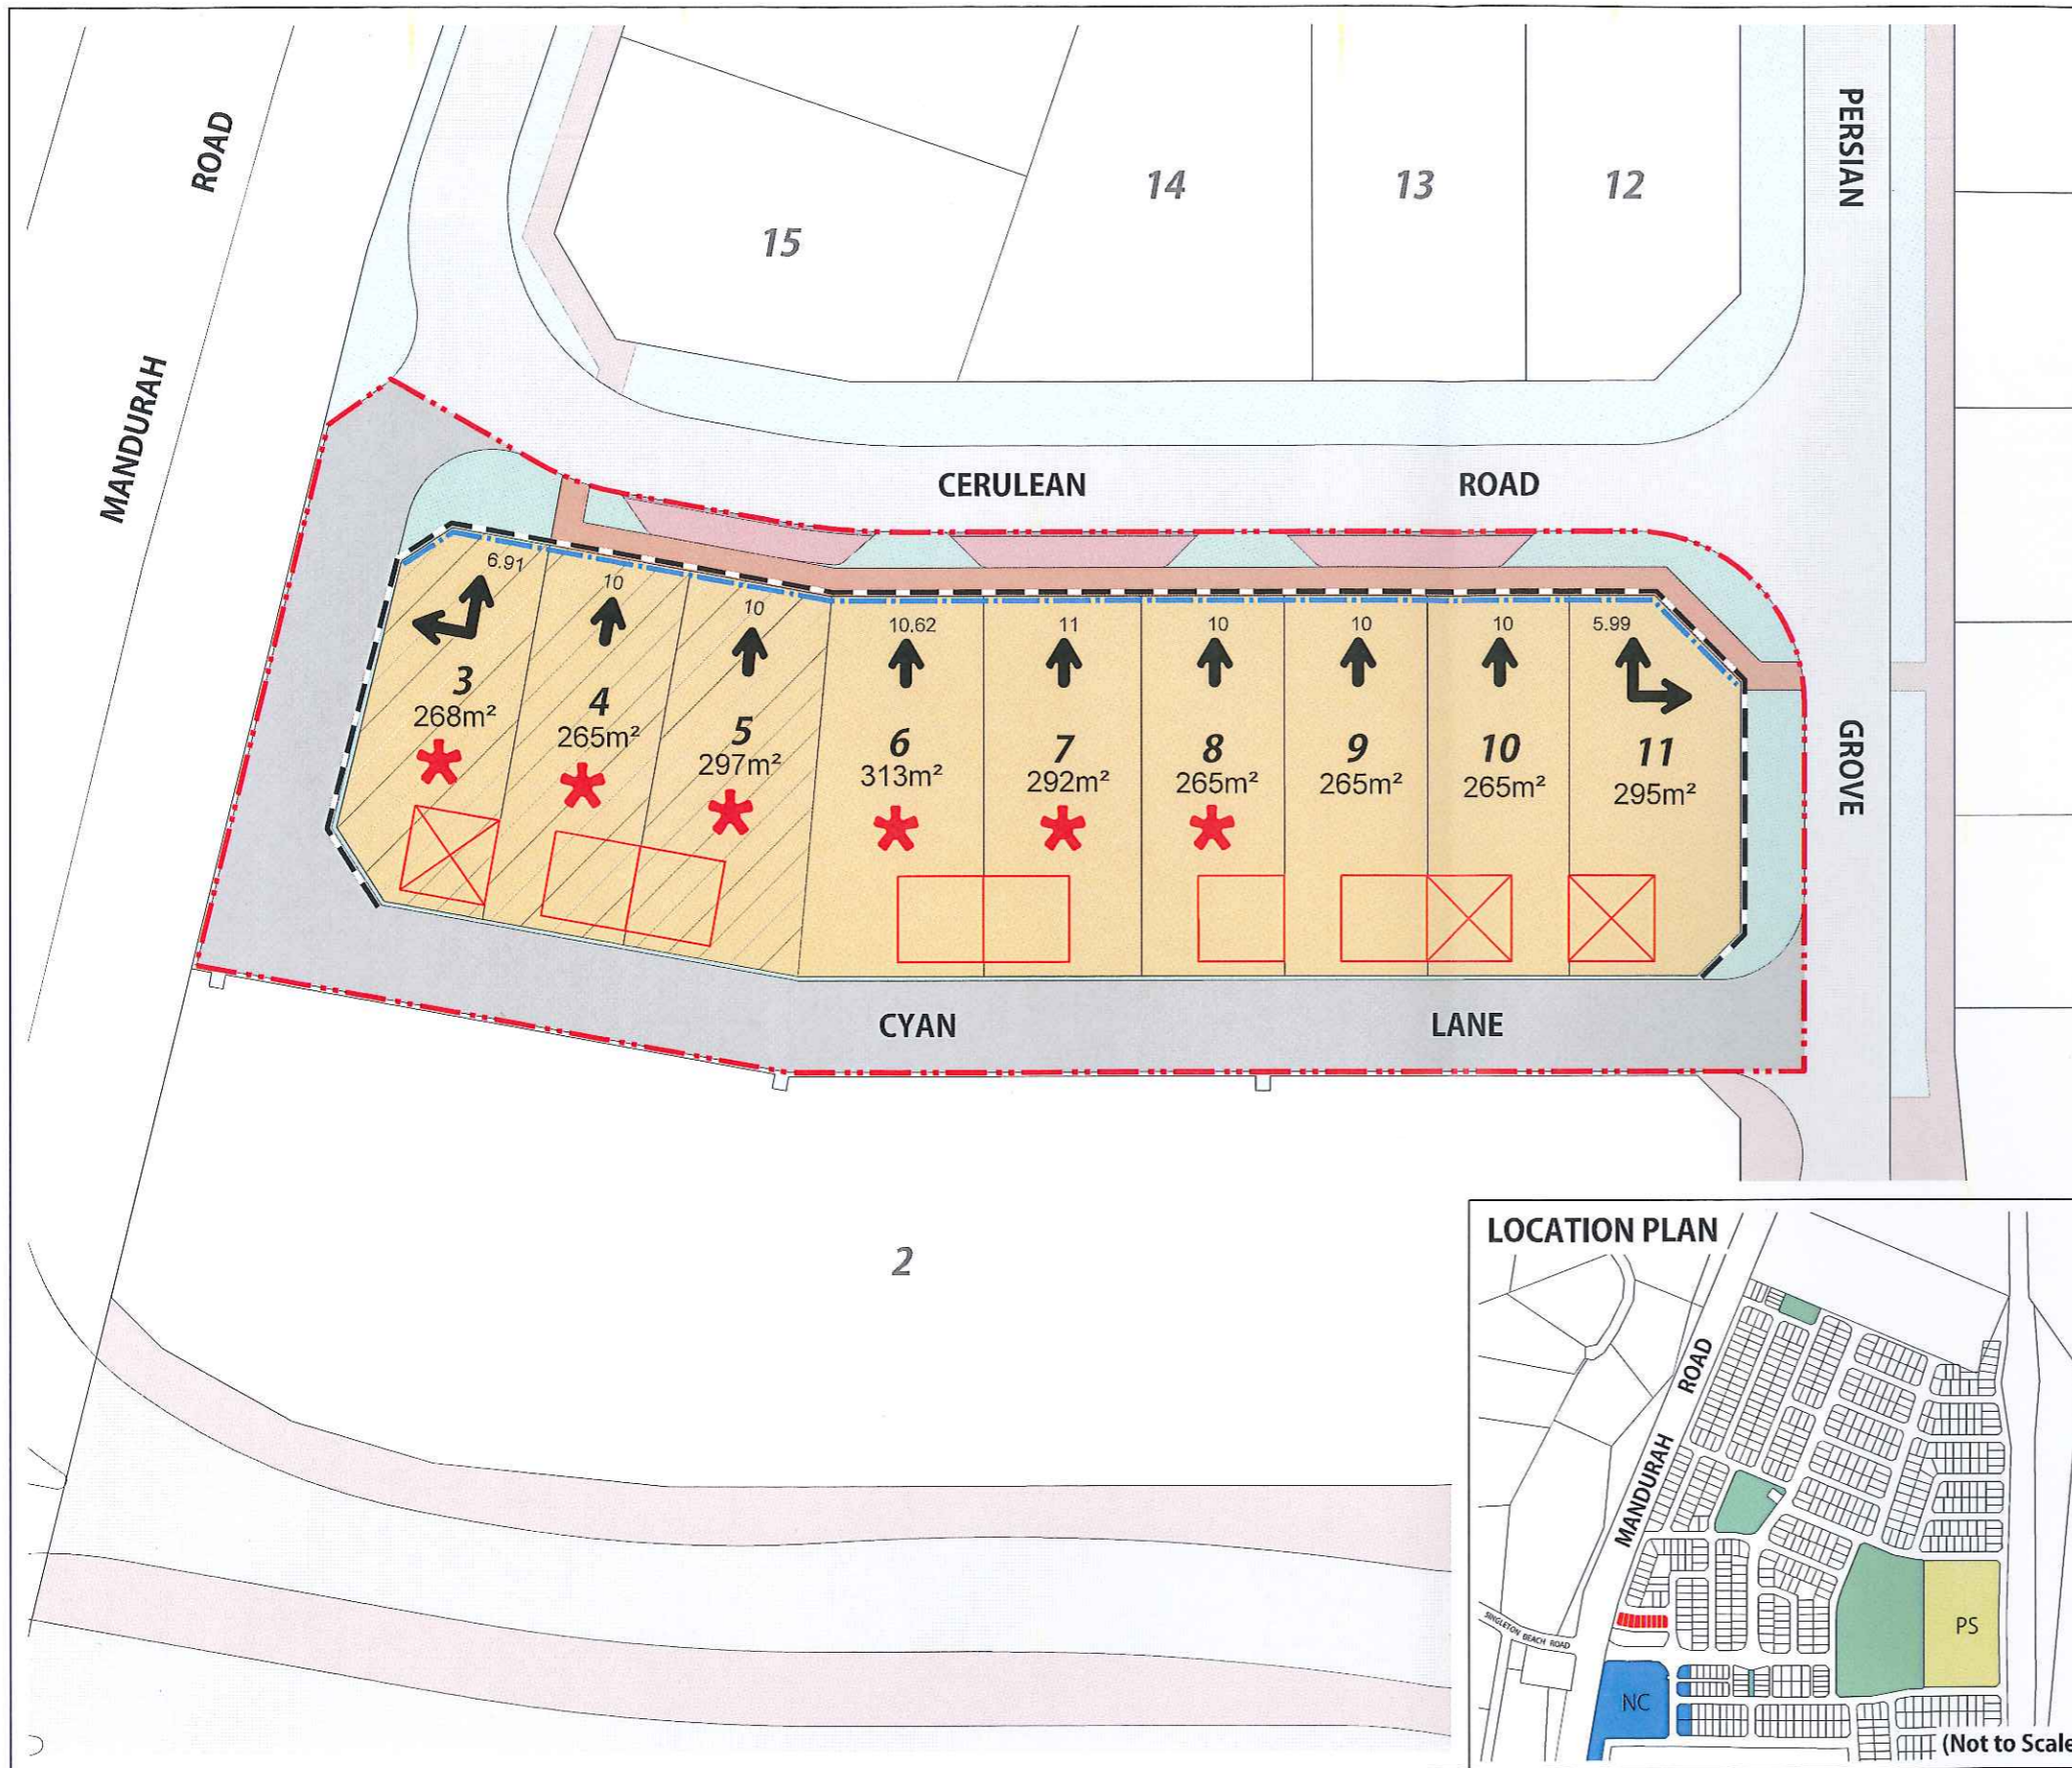 ROAD
MANDURAH
PERSIAN
GROVE
15
14
13
12
CERULEAN ROAD
6.91
10
10
10.62
11
10
10
10
5.99
3
268m²
4
265m²
5
297m²
6
313m²
7
292m²
8
265m²
9
265m²
10
265m²
11
295m²
CYAN LANE
2
LOCATION PLAN
MANDURAH ROAD
SINGLETON BEACH ROAD
PS
NC
(Not to Scale